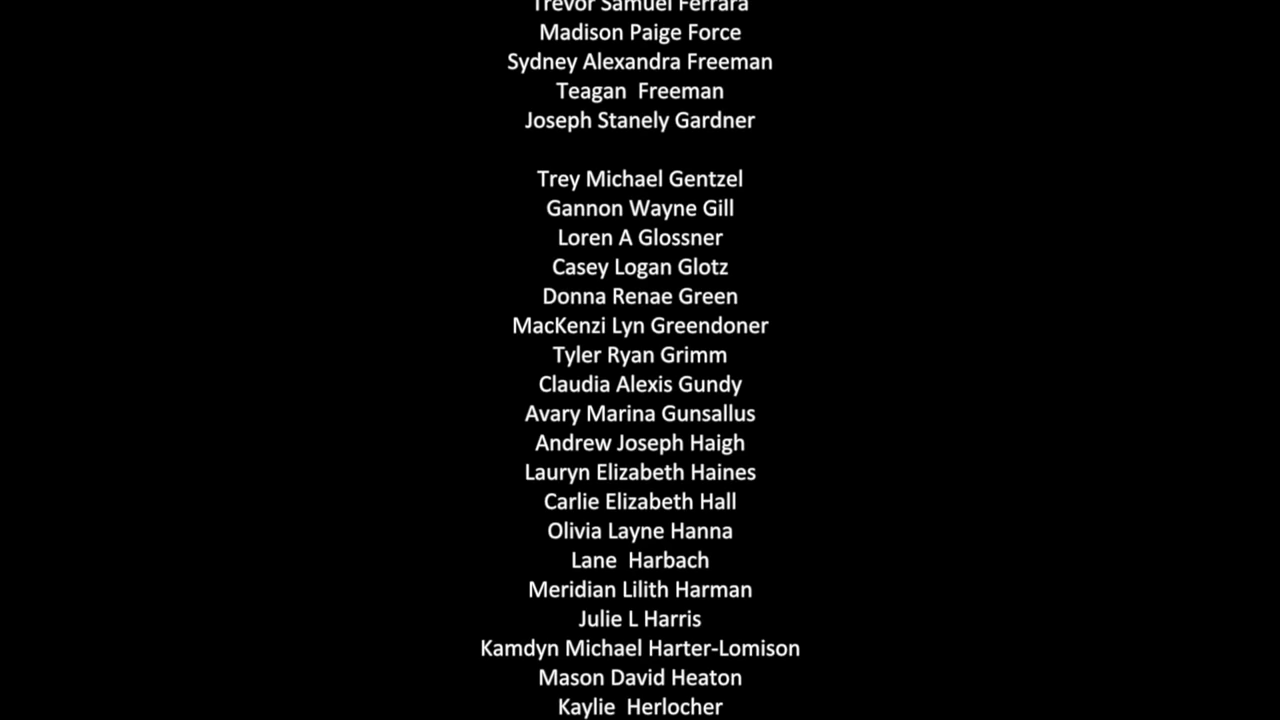 Trevor Samuel Ferrara
Madison Paige Force
Sydney Alexandra Freeman
Teagan  Freeman
Joseph Stanely Gardner
Trey Michael Gentzel
Gannon Wayne Gill
Loren A Glossner
Casey Logan Glotz
Donna Renae Green
MacKenzi Lyn Greendoner
Tyler Ryan Grimm
Claudia Alexis Gundy
Avary Marina Gunsallus
Andrew Joseph Haigh
Lauryn Elizabeth Haines
Carlie Elizabeth Hall
Olivia Layne Hanna
Lane  Harbach
Meridian Lilith Harman
Julie L Harris
Kamdyn Michael Harter-Lomison
Mason David Heaton
Kaylie  Herlocher